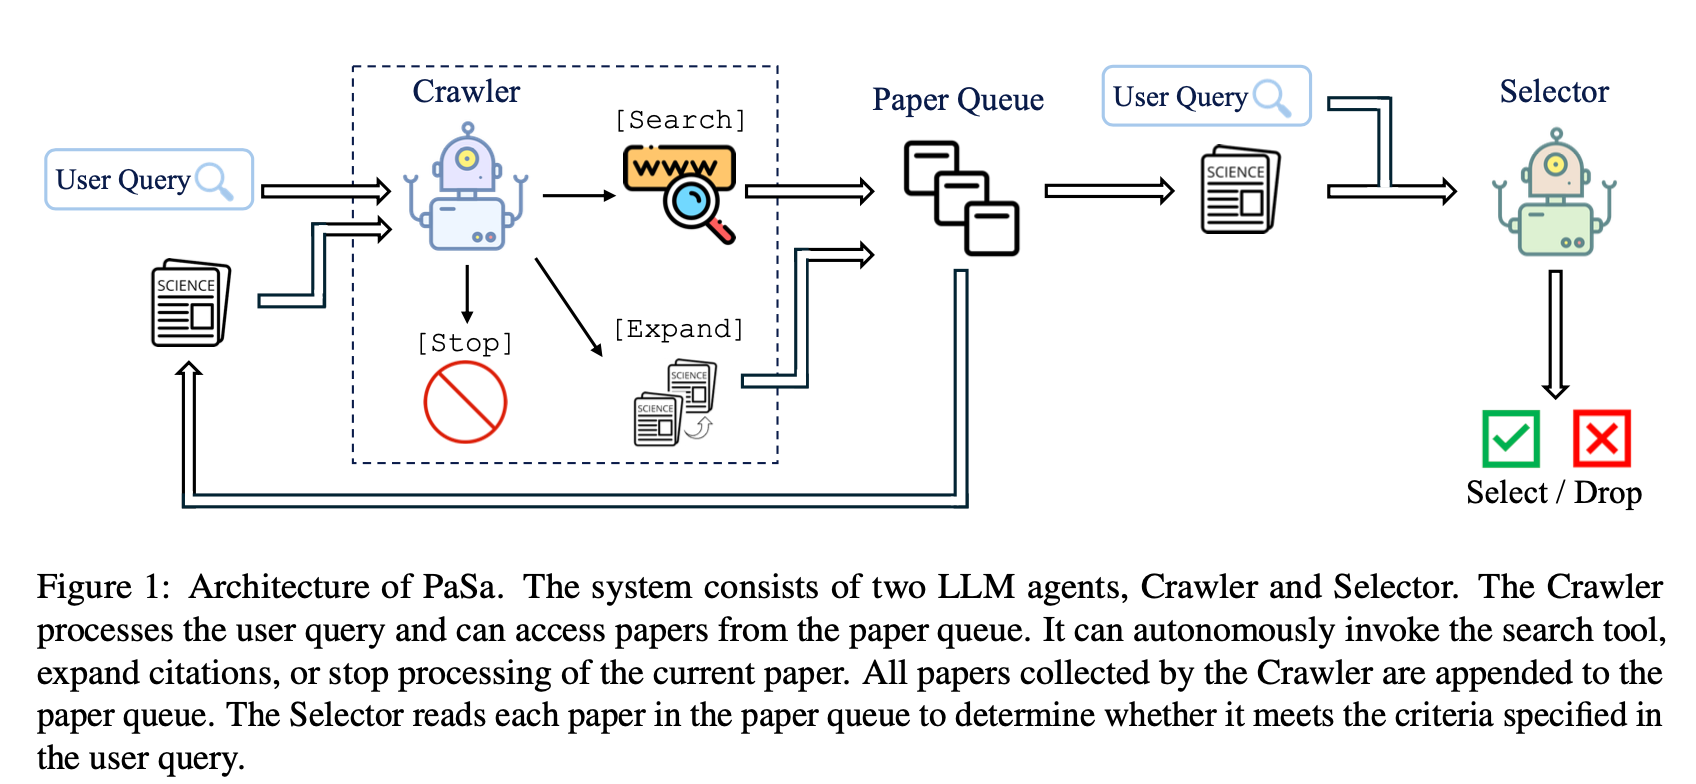 Crawler
[Search]
www
User Query
SCIENCE
[Stop]
[Expand]
SCIENCE
SCIENCE
Paper Queue
User Query
SCIENCE
Selector
Select / Drop
Figure 1: Architecture of PaSa. The system consists of two LLM agents, Crawler and Selector. The Crawler
processes the user query and can access papers from the paper queue. It can autonomously invoke the search tool,
expand citations, or stop processing of the current paper. All papers collected by the Crawler are appended to the
paper queue. The Selector reads each paper in the paper queue to determine whether it meets the criteria specified in
the user query.